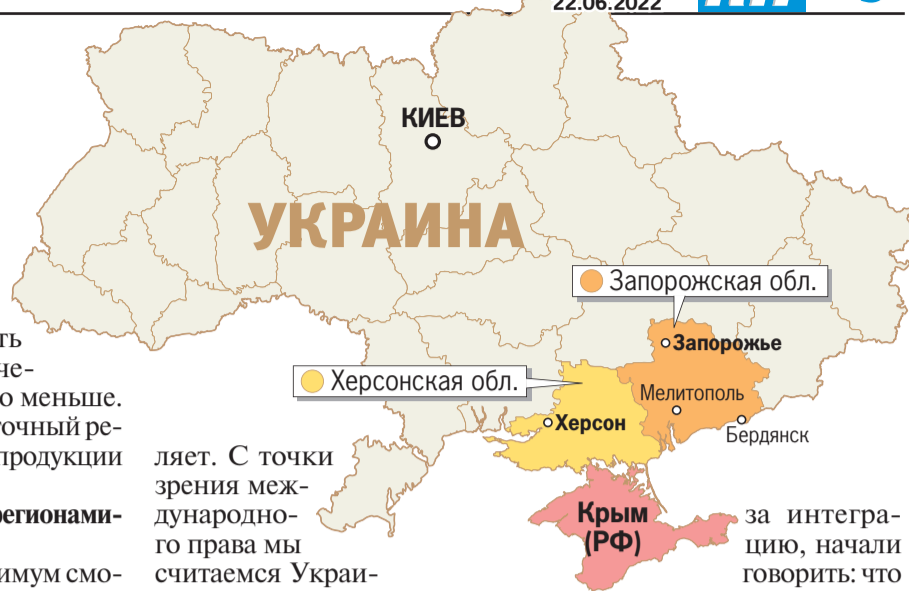 22.06.2022
КИЕВ
УКРАИНА
Запорожская обл.
Запорожье
Херсонская обл.
Мелитополь
Херсон
Бердянск
Крым
(РФ)
ть
че-
о меньше.
точный ре-
продукции
регионами-
имум смо-
ляет. С точки
зрения меж-
дународно-
го права мы
считаемся Украи-
за интегра-
цию, начали
говорить: что